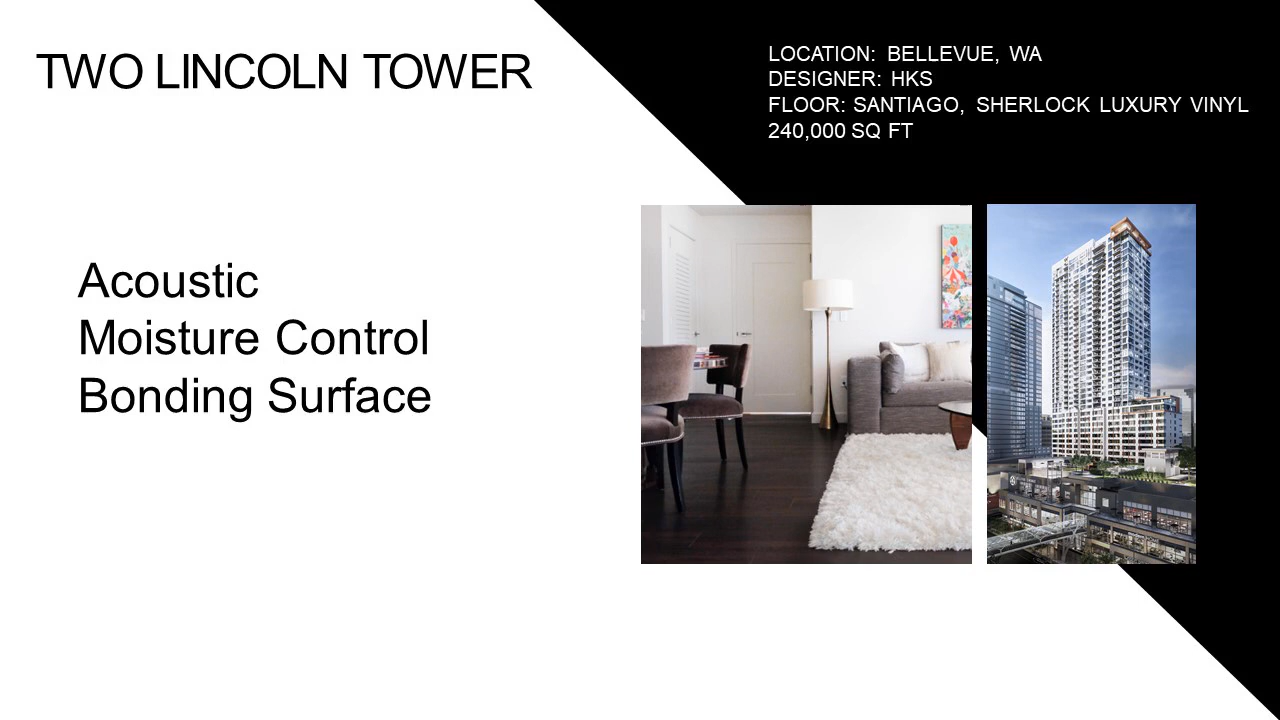 TWO LINCOLN TOWER
LOCATION: BELLEVUE, WA
DESIGNER: HKS
FLOOR: SANTIAGO, SHERLOCK LUXURY VINYL
240,000 SQ FT
Acoustic
Moisture Control
Bonding Surface